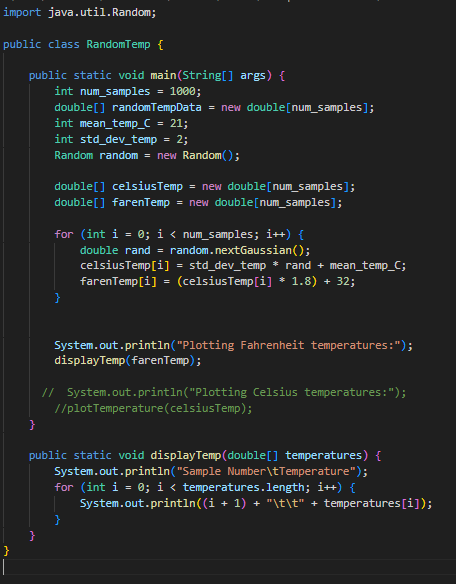 import java.util.Random;
public class RandomTemp {
public static void main(String[] args) {
int num_samples = 1000;
double[] randomTempData = new double[num_samples];
int mean_temp_C = 21;
int std_dev_temp = 2;
Random random = new Random();
double[] celsiusTemp = new double[num_samples];
double[] farenTemp = new double[num_samples];
for (int i = 0; i < num_samples; i++) {
double rand = random.nextGaussian();
celsiusTemp[i] = std_dev_temp * rand + mean_temp_C;
farenTemp[i] = (celsiusTemp[i] * 1.8) + 32;
}
System.out.println("Plotting Fahrenheit temperatures:");
displayTemp(farenTemp);
//  System.out.println("Plotting Celsius temperatures:");
//plotTemperature(celsiusTemp);
}
public static void displayTemp(double[] temperatures) {
System.out.println("Sample Number\tTemperature");
for (int i = 0; i < temperatures.length; i++) {
System.out.println((i + 1) + "\t\t" + temperatures[i]);
}
}
}